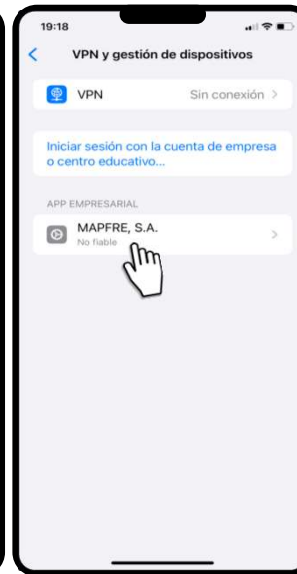 19:18
VPN y gestión de dispositivos
VPN
Sin conexión
Iniciar sesión con la cuenta de empresa
o centro educativo...
APP EMPRESARIAL
MAPFRE, S.A.
No fiable